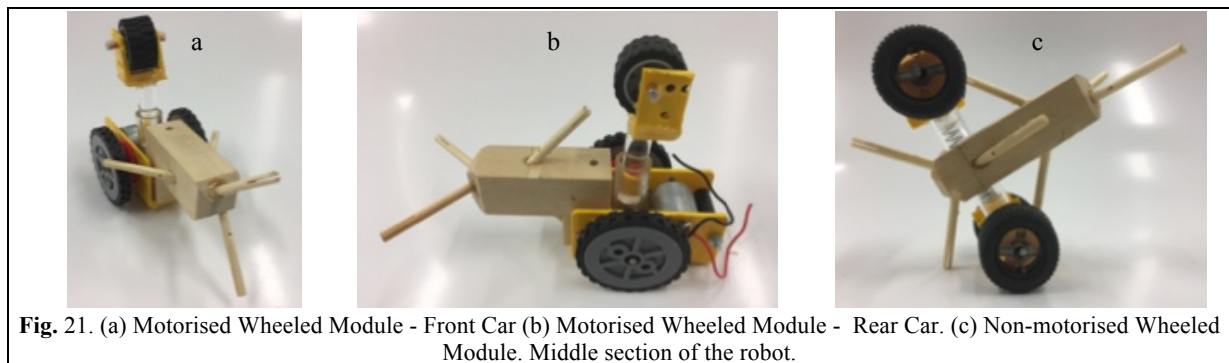 a
b
c
Fig. 21. (a) Motorised Wheeled Module - Front Car (b) Motorised Wheeled Module - Rear Car. (c) Non-motorised Wheeled
Module. Middle section of the robot.